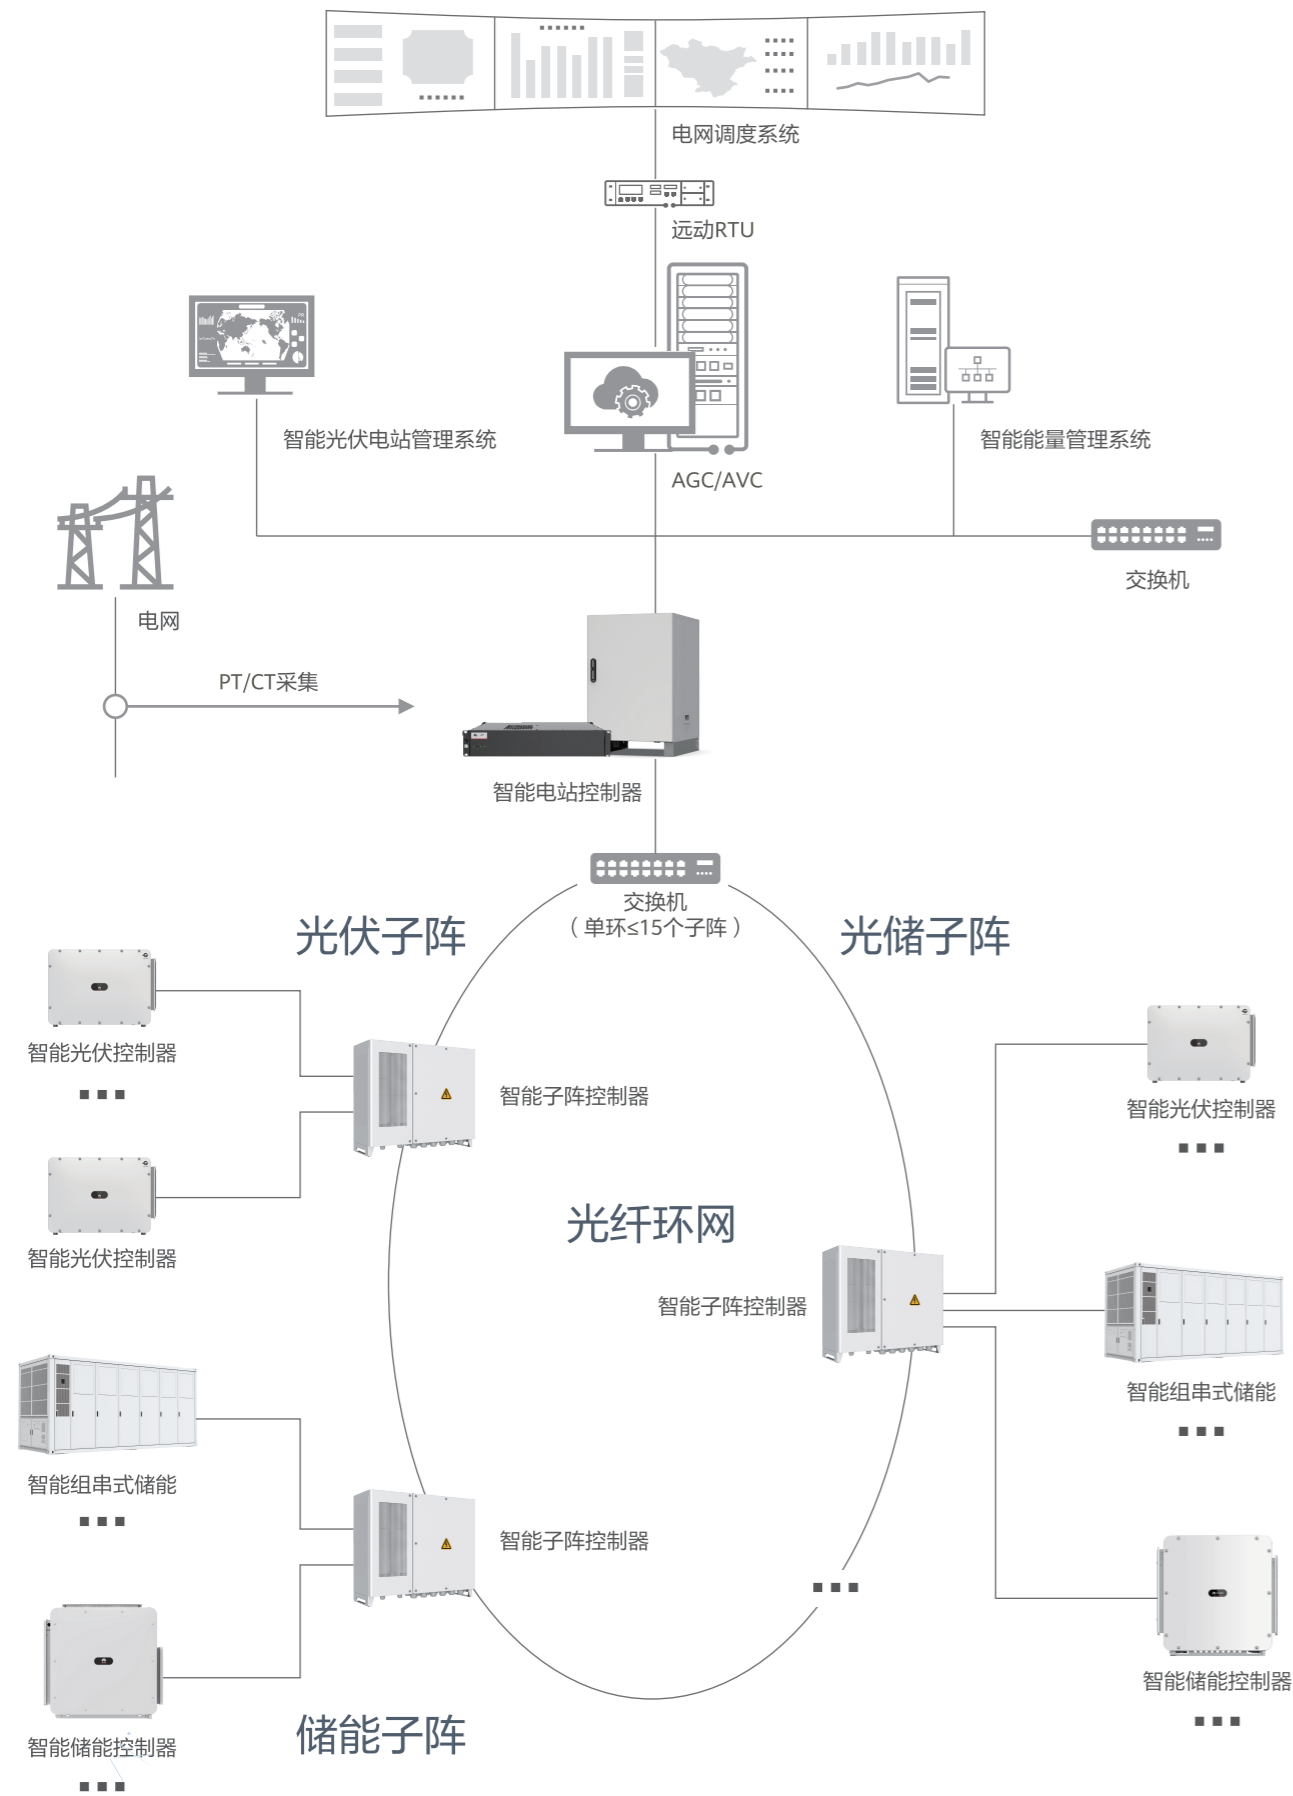 电网调度系统
远动RTU
智能光伏电站管理系统
智能能量管理系统
AGC/AVC
交换机
电网
PT/CT采集
智能电站控制器
交换机
（单环≤15个子阵）
光伏子阵
光储子阵
智能光伏控制器
智能子阵控制器
智能光伏控制器
智能光伏控制器
光纤环网
智能子阵控制器
智能组串式储能
智能组串式储能
智能子阵控制器
智能储能控制器
储能子阵
智能储能控制器